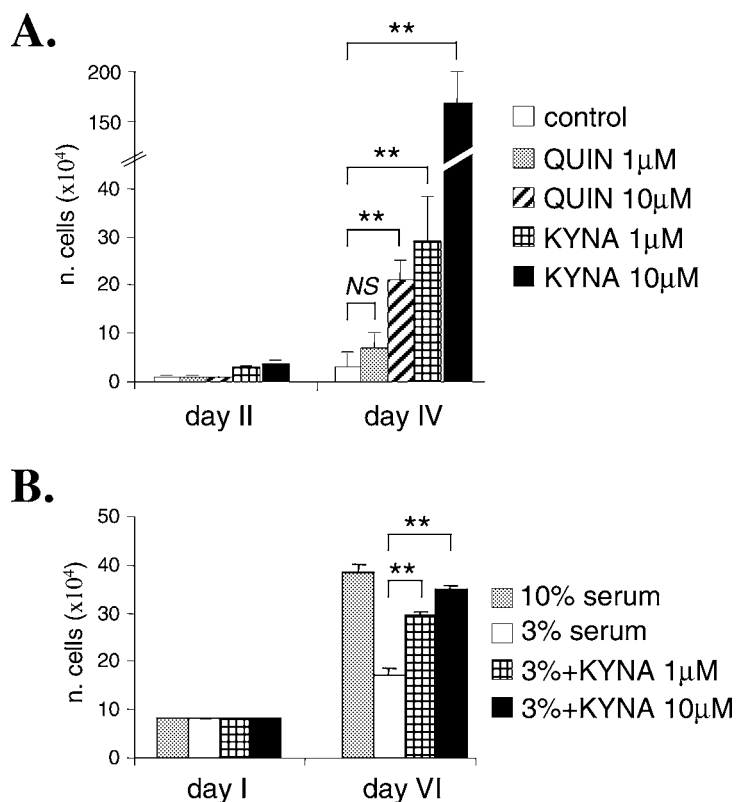 A.
**
200
150
**
40
30
**
20
NS
10
0
n. cells (x10⁴)
day II
day IV
control
QUIN 1μM
QUIN 10μM
KYNA 1μM
KYNA 10μM
B.
50
**
40
**
30
20
10
0
n. cells (x10⁴)
day I
day VI
10% serum
3% serum
3%+KYNA 1μM
3%+KYNA 10μM